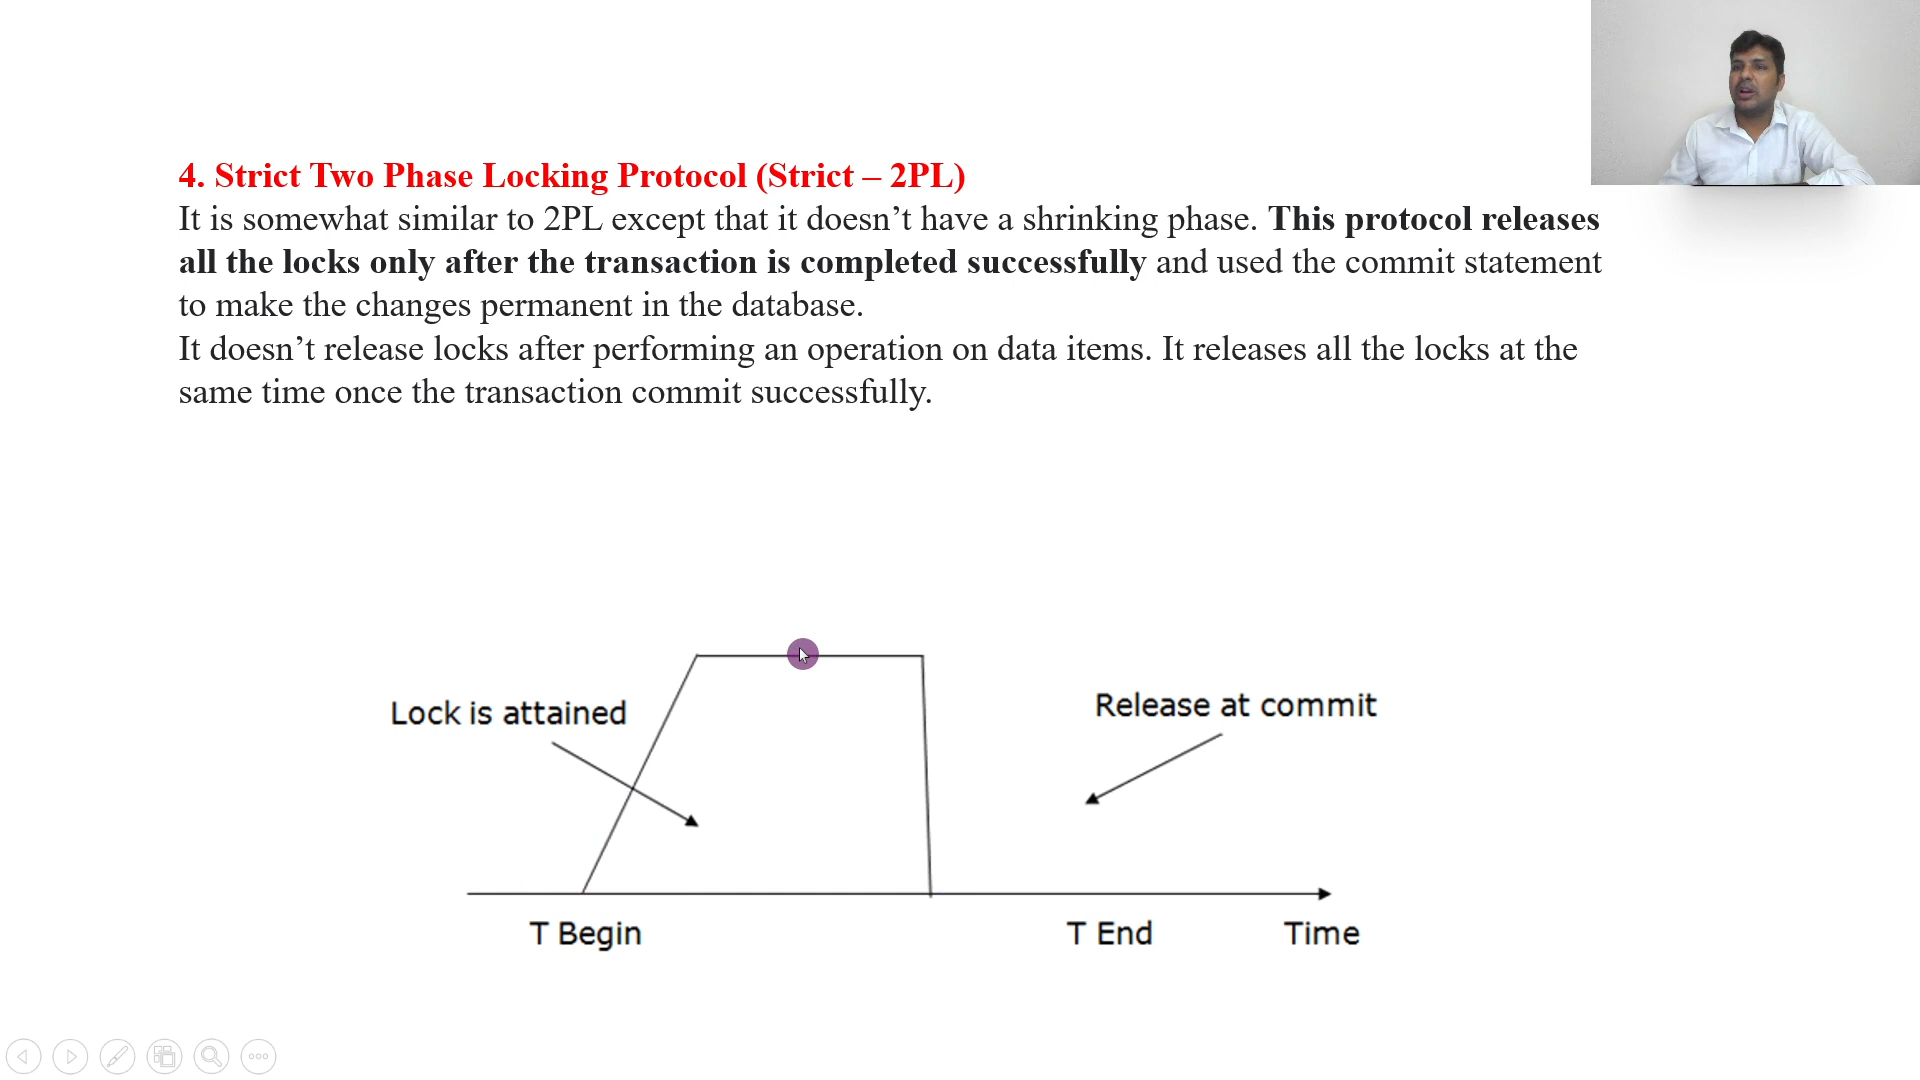 4. Strict Two Phase Locking Protocol (Strict – 2PL)
It is somewhat similar to 2PL except that it doesn’t have a shrinking phase. This protocol releases
all the locks only after the transaction is completed successfully and used the commit statement
to make the changes permanent in the database.
It doesn’t release locks after performing an operation on data items. It releases all the locks at the
same time once the transaction commit successfully.
Lock is attained
Release at commit
T Begin
T End
Time